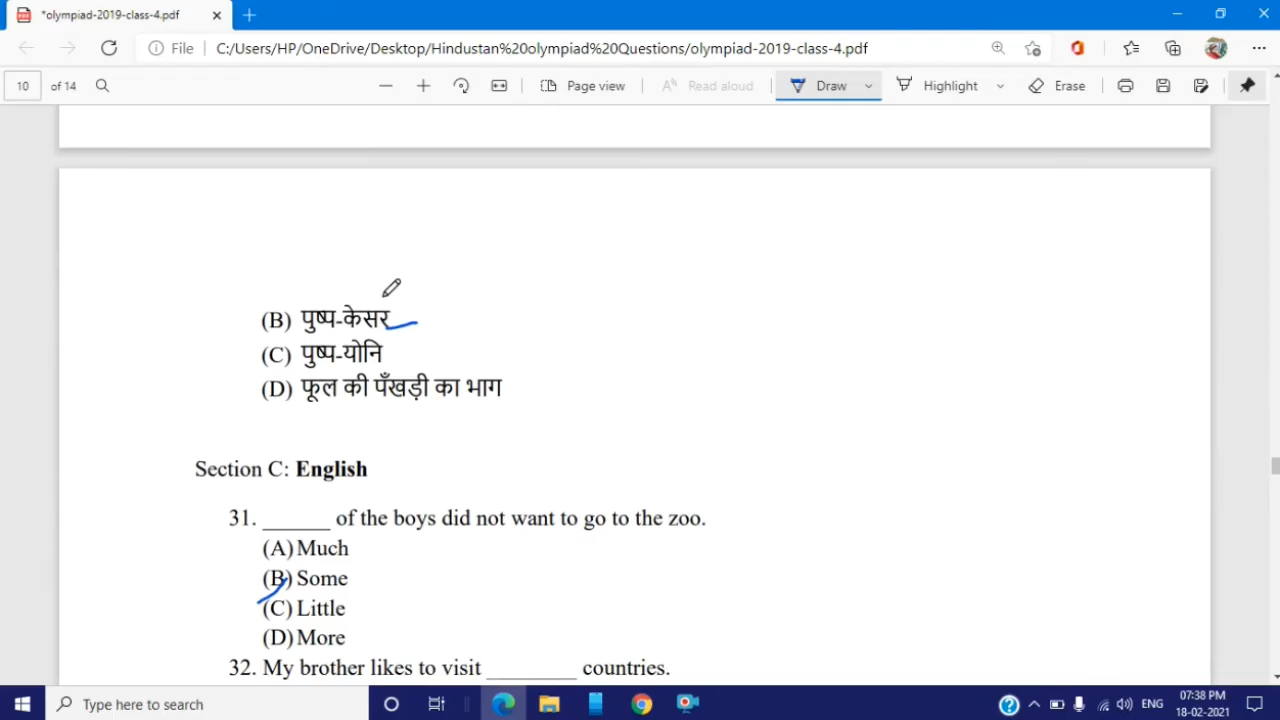 *olympiad-2019-class-4.pdf
File C:/Users/HP/OneDrive/Desktop/Hindustan%20olympiad%20Questions/olympiad-2019-class-4.pdf
10 of 14 Page view Read aloud Draw Highlight Erase
(B) पुष्प-केसर
(C) पुष्प-योनि
(D) फूल की पँखड़ी का भाग
Section C: English
31. ______ of the boys did not want to go to the zoo.
(A) Much
(B) Some
(C) Little
(D) More
32. My brother likes to visit ________ countries.
Type here to search
ENG
07:38 PM
18-02-2021